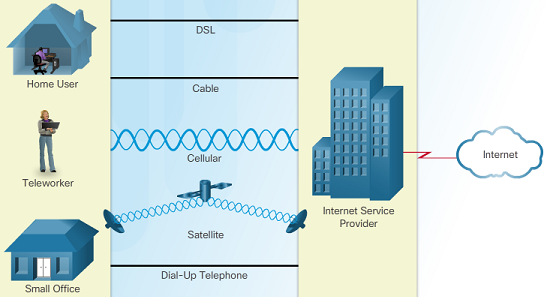 Home User
Teleworker
Small Office
DSL
Cable
Cellular
Satellite
Dial-Up Telephone
Internet Service
Provider
Internet